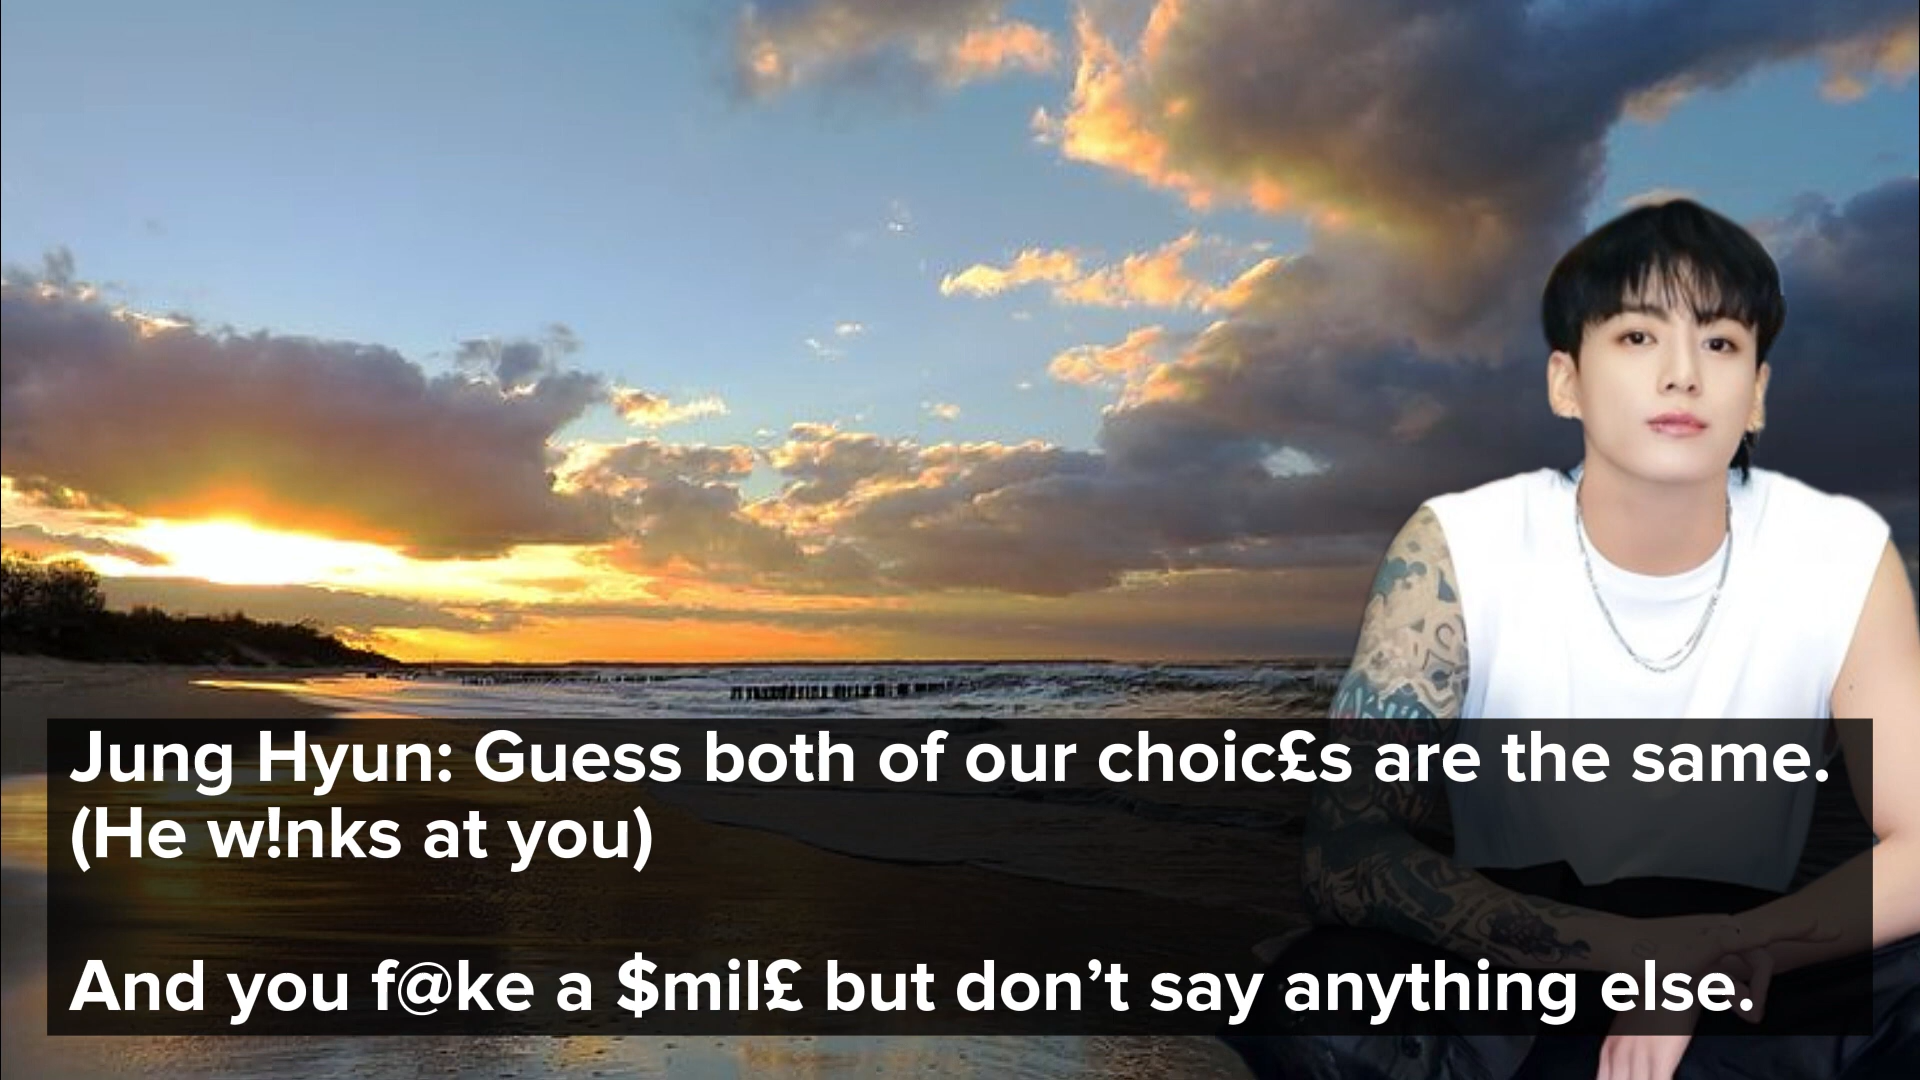 Jung Hyun: Guess both of our choic£s are the same.
(He w!nks at you)
And you f@ke a $mil£ but don’t say anything else.